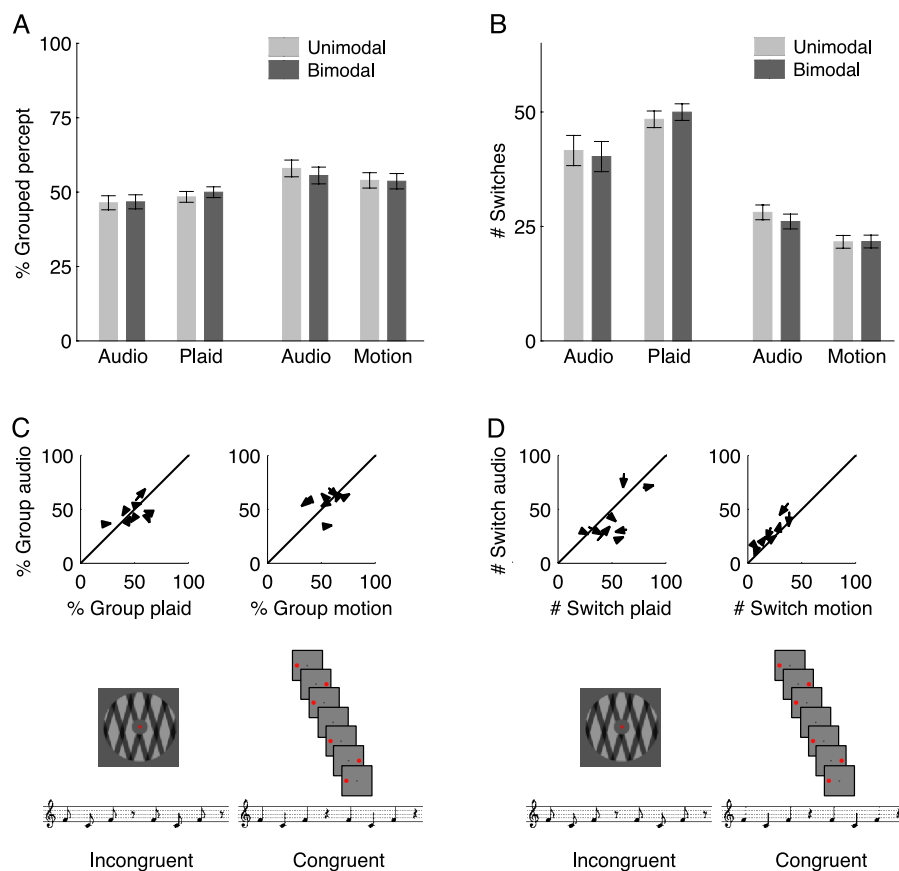 A
100
75
50
25
0
% Grouped percept
Unimodal
Bimodal
Audio Plaid Audio Motion
B
50
25
0
# Switches
Unimodal
Bimodal
Audio Plaid Audio Motion
C
100
50
0
% Group audio
0 50 100
% Group plaid
100
50
0
0 50 100
% Group motion
D
100
50
0
# Switch audio
0 50 100
# Switch plaid
100
50
0
0 50 100
# Switch motion
Incongruent
Congruent
Incongruent
Congruent